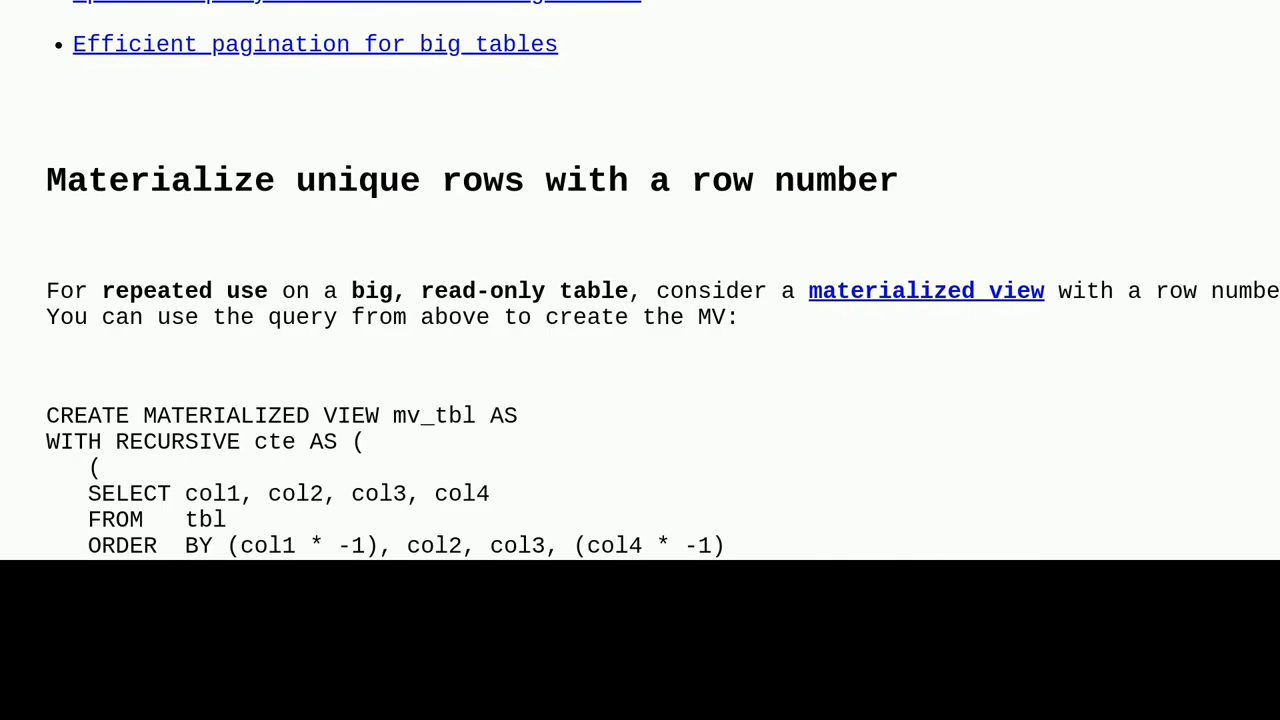 Efficient pagination for big tables
Materialize unique rows with a row number
For repeated use on a big, read-only table, consider a materialized view with a row numbe
You can use the query from above to create the MV:
CREATE MATERIALIZED VIEW mv_tbl AS
WITH RECURSIVE cte AS (
(
SELECT col1, col2, col3, col4
FROM tbl
ORDER BY (col1 * -1), col2, col3, (col4 * -1)